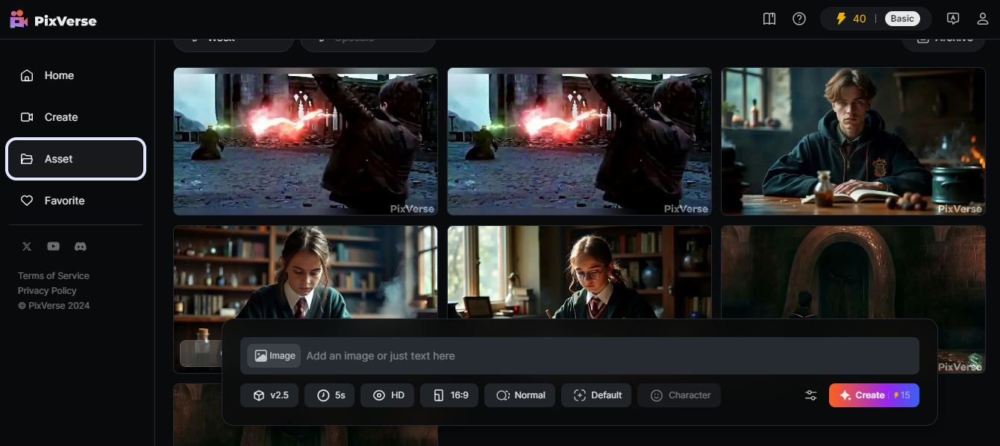 PixVerse
40 | Basic
Week
Upscale
Archive
Home
Create
Asset
Favorite
Terms of Service
Privacy Policy
© PixVerse 2024
PixVerse
PixVerse
PixVerse
PixVerse
Image Add an image or just text here
v2.5
5s
HD
16:9
Normal
Default
Character
Create 15